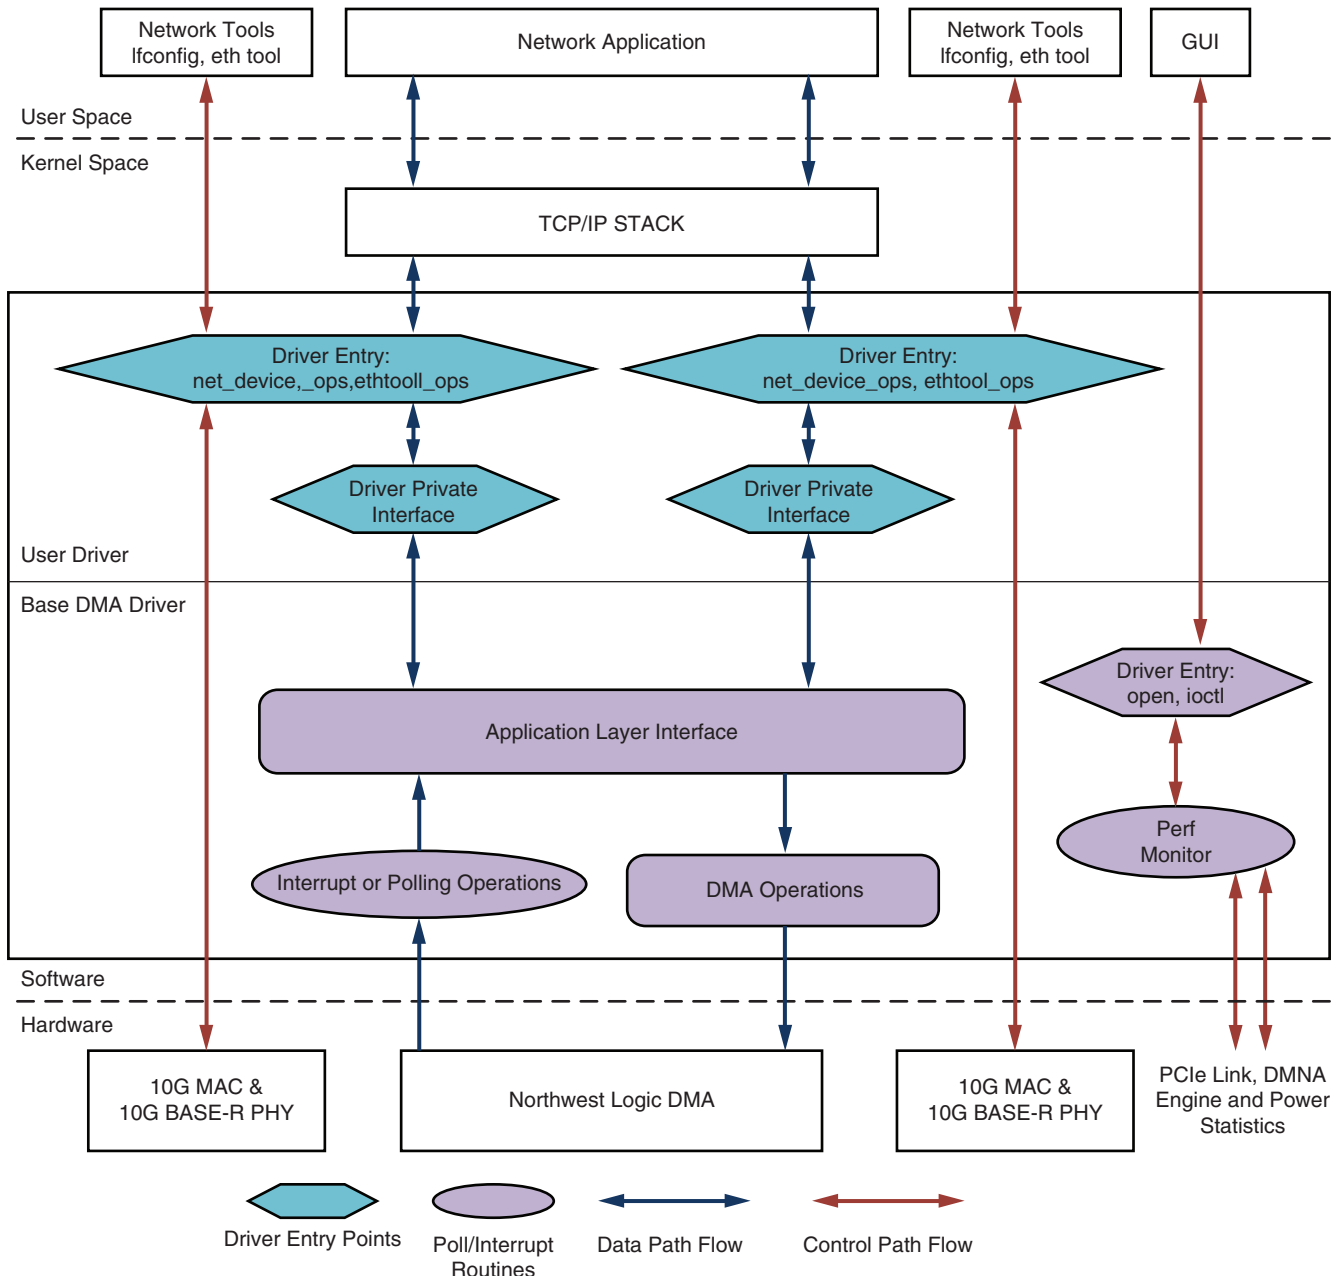 Network Tools
Ifconfig, eth tool
Network Application
Network Tools
Ifconfig, eth tool
GUI
User Space
Kernel Space
TCP/IP STACK
Driver Entry:
net_device,_ops,ethtooll_ops
Driver Entry:
net_device_ops, ethtool_ops
Driver Private
Interface
Driver Private
Interface
User Driver
Base DMA Driver
Driver Entry:
open, ioctl
Application Layer Interface
Perf
Monitor
Interrupt or Polling Operations
DMA Operations
Software
Hardware
10G MAC &
10G BASE-R PHY
Northwest Logic DMA
10G MAC &
10G BASE-R PHY
PCIe Link, DMNA
Engine and Power
Statistics
Driver Entry Points
Poll/Interrupt
Routines
Data Path Flow
Control Path Flow